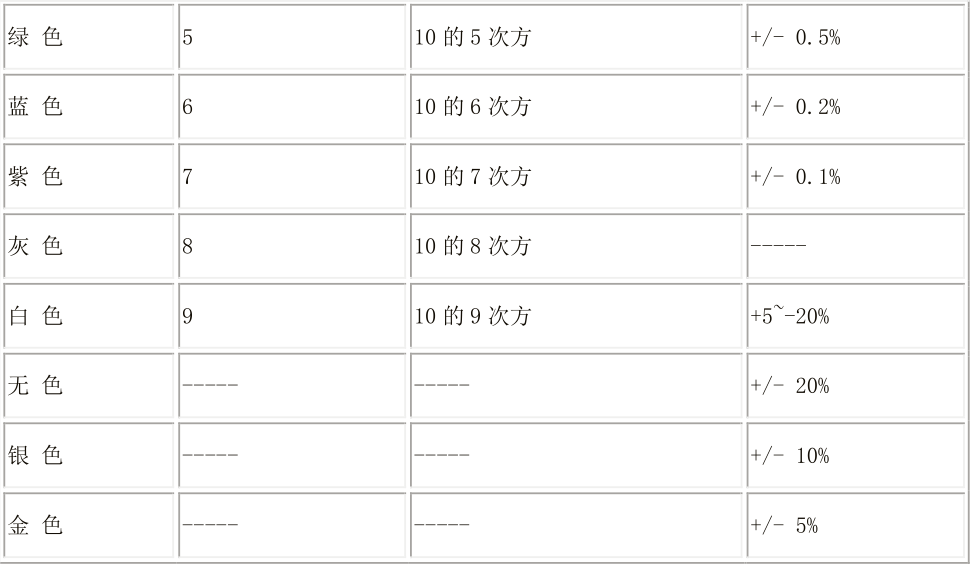 绿 色 5 10 的 5 次方 +/- 0.5%
蓝 色 6 10 的 6 次方 +/- 0.2%
紫 色 7 10 的 7 次方 +/- 0.1%
灰 色 8 10 的 8 次方 -----
白 色 9 10 的 9 次方 +5~-20%
无 色 ----- ----- +/- 20%
银 色 ----- ----- +/- 10%
金 色 ----- ----- +/- 5%